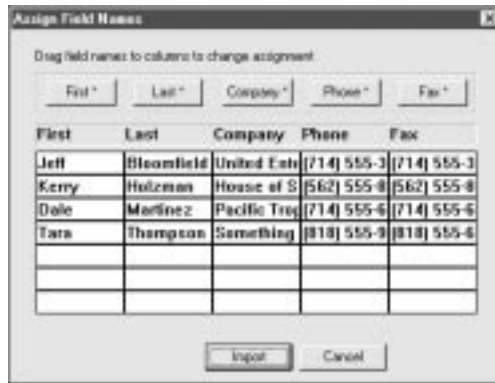 Assign Field Names
Drag field names to columns to change assignment
First * Last * Company * Phone * Fax *
First Last Company Phone Fax
Jeff Bloomfield United Ente (714) 555-3 (714) 555-3
Kerry Holzman House of S (562) 555-8 (562) 555-8
Dale Martinez Pacific Trop (714) 555-6 (714) 555-6
Tara Thompson Something (818) 555-9 (818) 555-6
Import Cancel